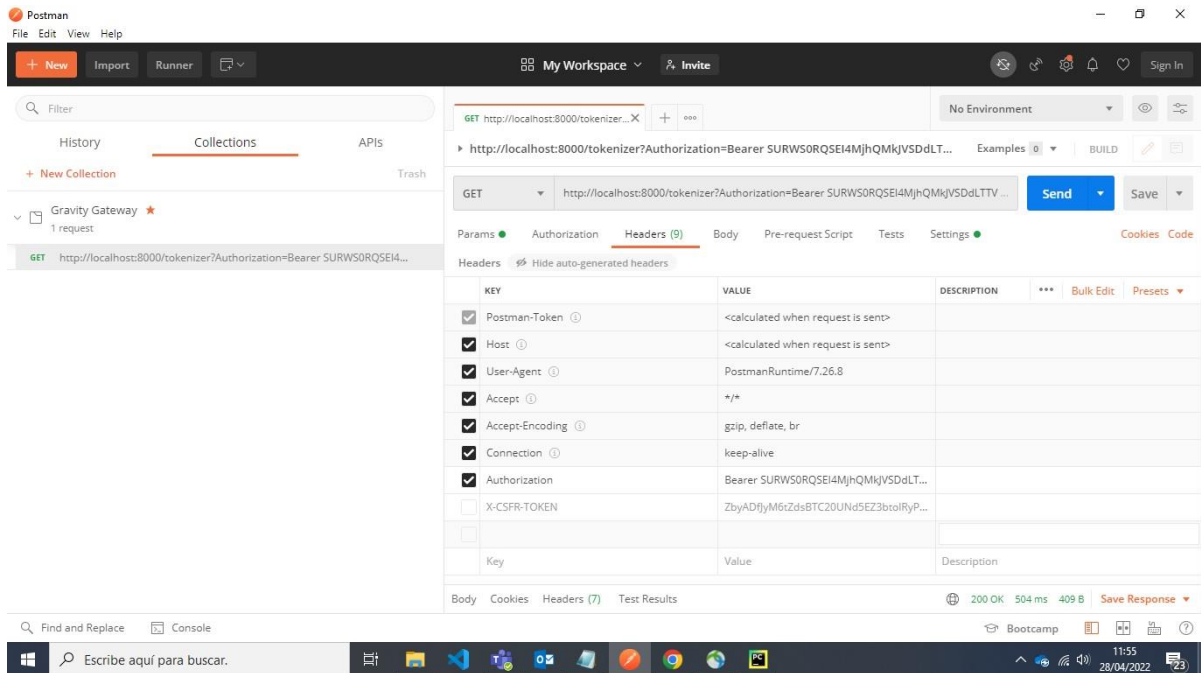 Postman
File Edit View Help
+ New Import Runner My Workspace Invite Sign In
Filter
History Collections APIs
+ New Collection Trash
Gravity Gateway
1 request
GET http://localhost:8000/tokenizer?Authorization=Bearer SURWS0RQSEI4...
GET http://localhost:8000/tokenizer... X + ooo
No Environment
http://localhost:8000/tokenizer?Authorization=Bearer SURWS0RQSEI4MjhQMkJVSDdLT... Examples 0 BUILD
GET http://localhost:8000/tokenizer?Authorization=Bearer SURWS0RQSEI4MjhQMkJVSDdLTTV ... Send Save
Params Authorization Headers (9) Body Pre-request Script Tests Settings Cookies Code
Headers Hide auto-generated headers
KEY VALUE DESCRIPTION ••• Bulk Edit Presets
Postman-Token <calculated when request is sent>
Host <calculated when request is sent>
User-Agent PostmanRuntime/7.26.8
Accept */*
Accept-Encoding gzip, deflate, br
Connection keep-alive
Authorization Bearer SURWS0RQSEI4MjhQMkJVSDdLT...
X-CSFR-TOKEN ZbyADfJyM6tZdsBTC20UNd5EZ3btoIRyP...
Key Value Description
Body Cookies Headers (7) Test Results 200 OK 504 ms 409 B Save Response
Find and Replace Console Bootcamp
Escribe aquí para buscar.
11:55
28/04/2022
23